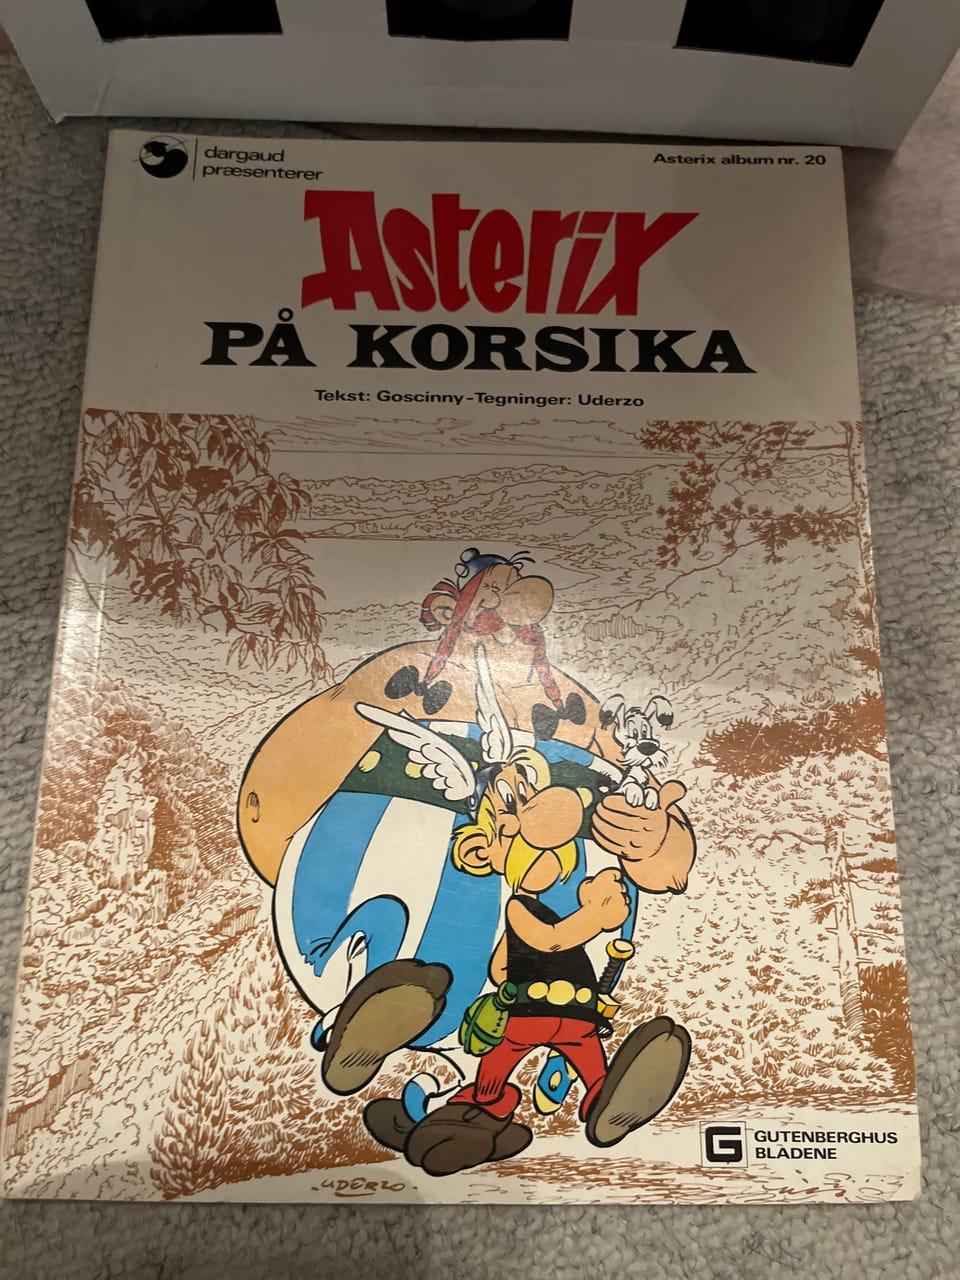 dargaud
præsenterer
Asterix album nr. 20
Asterix
PÅ KORSIKA
Tekst: Goscinny-Tegninger: Uderzo
UDERZO
G
GUTENBERGHUS
BLADENE